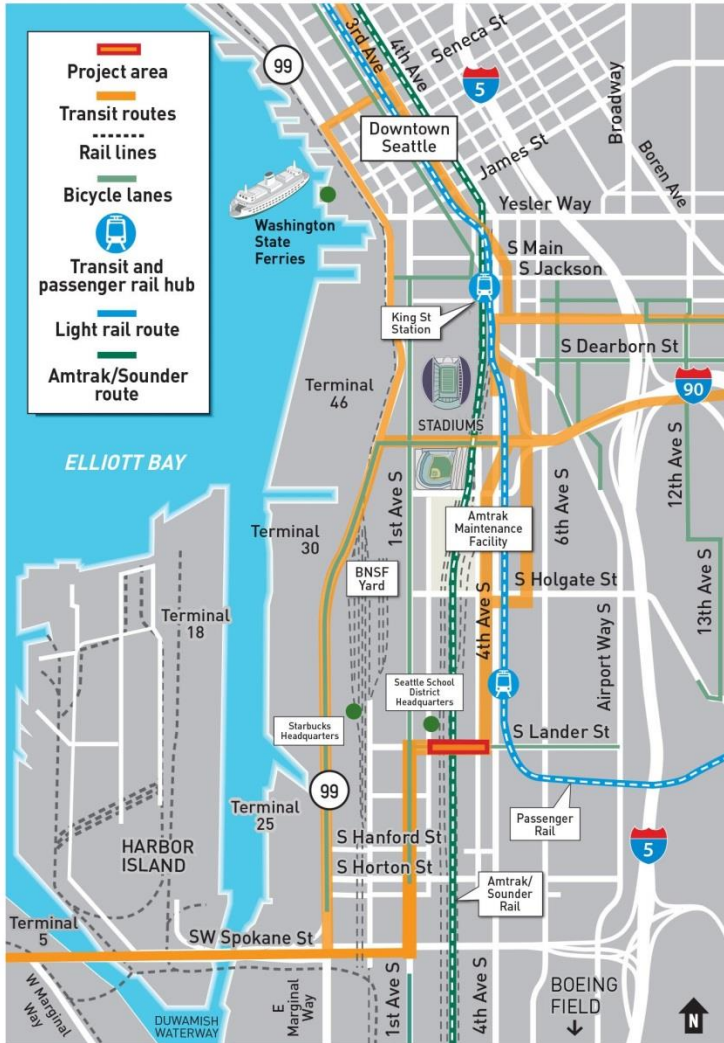 Project area
Transit routes
Rail lines
Bicycle lanes
Transit and
passenger rail hub
Light rail route
Amtrak/Sounder
route
99
3rd Ave
4th Ave
Seneca St
5
Broadway
Boren Ave
Downtown
Seattle
James St
Yesler Way
Washington
State
Ferries
S Main
S Jackson
King St
Station
S Dearborn St
90
Terminal
46
STADIUMS
ELLIOTT BAY
1st Ave S
6th Ave S
12th Ave S
Terminal
30
Amtrak
Maintenance
Facility
BNSF
Yard
S Holgate St
13th Ave S
Terminal
18
4th Ave S
Airport Way S
Seattle School
District
Headquarters
Starbucks
Headquarters
S Lander St
99
Terminal
25
Passenger
Rail
S Hanford St
HARBOR
ISLAND
5
S Horton St
Amtrak/
Sounder
Rail
Terminal
5
SW Spokane St
W Marginal
Way
DUWAMISH
WATERWAY
E
Marginal
Way
1st Ave S
4th Ave S
BOEING
FIELD
N